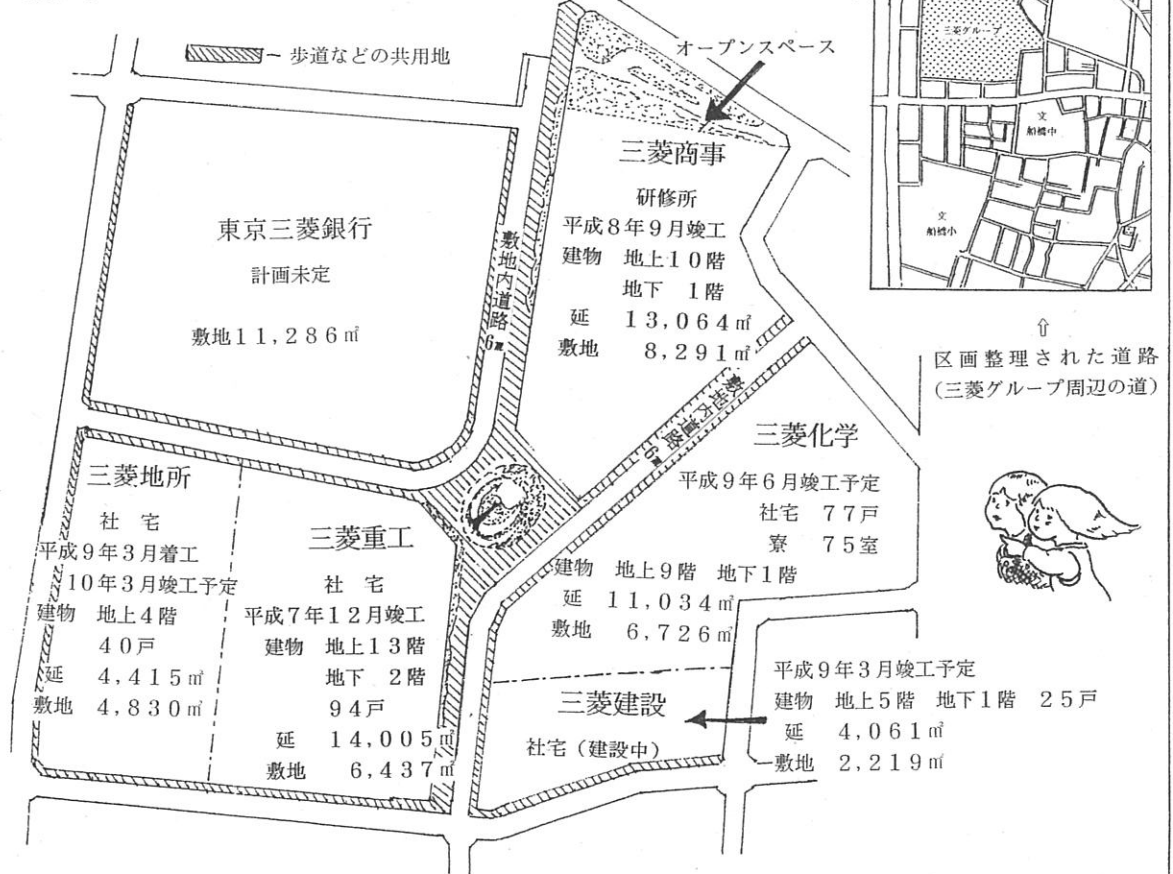 歩道などの共用地
オープンスペース
三菱グループ
文
船橋中
文
船橋小
⇧
区画整理された道路
（三菱グループ周辺の道）
東京三菱銀行
計画未定
敷地11,286㎡
敷地内道路
6m
三菱商事
研修所
平成8年9月竣工
建物 地上10階
地下 1階
延 13,064㎡
敷地 8,291㎡
敷地内道路
6m
三菱化学
平成9年6月竣工予定
社宅 77戸
寮 75室
建物 地上9階 地下1階
延 11,034㎡
敷地 6,726㎡
三菱地所
社宅
平成9年3月着工
10年3月竣工予定
建物 地上4階
40戸
延 4,415㎡
敷地 4,830㎡
三菱重工
社宅
平成7年12月竣工
建物 地上13階
地下 2階
94戸
延 14,005㎡
敷地 6,437㎡
三菱建設
社宅（建設中）
平成9年3月竣工予定
建物 地上5階 地下1階 25戸
延 4,061㎡
敷地 2,219㎡